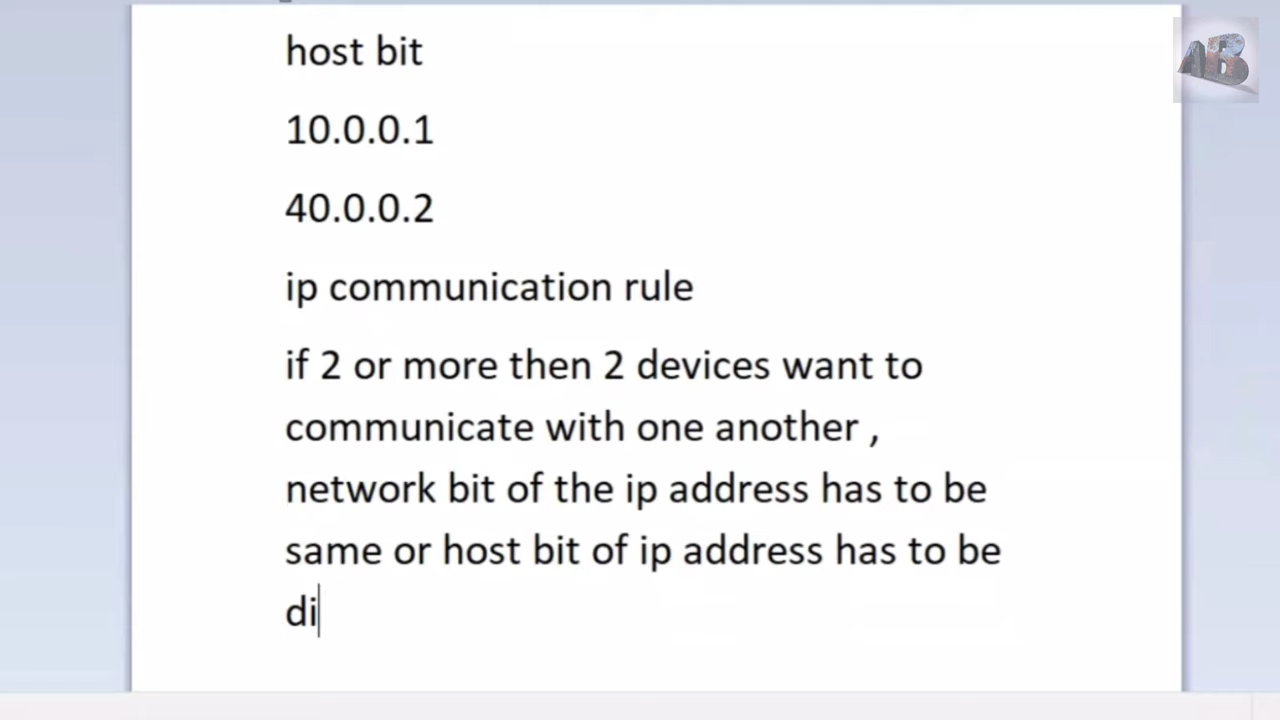 host bit
10.0.0.1
40.0.0.2
ip communication rule
if 2 or more then 2 devices want to
communicate with one another ,
network bit of the ip address has to be
same or host bit of ip address has to be
di
AB